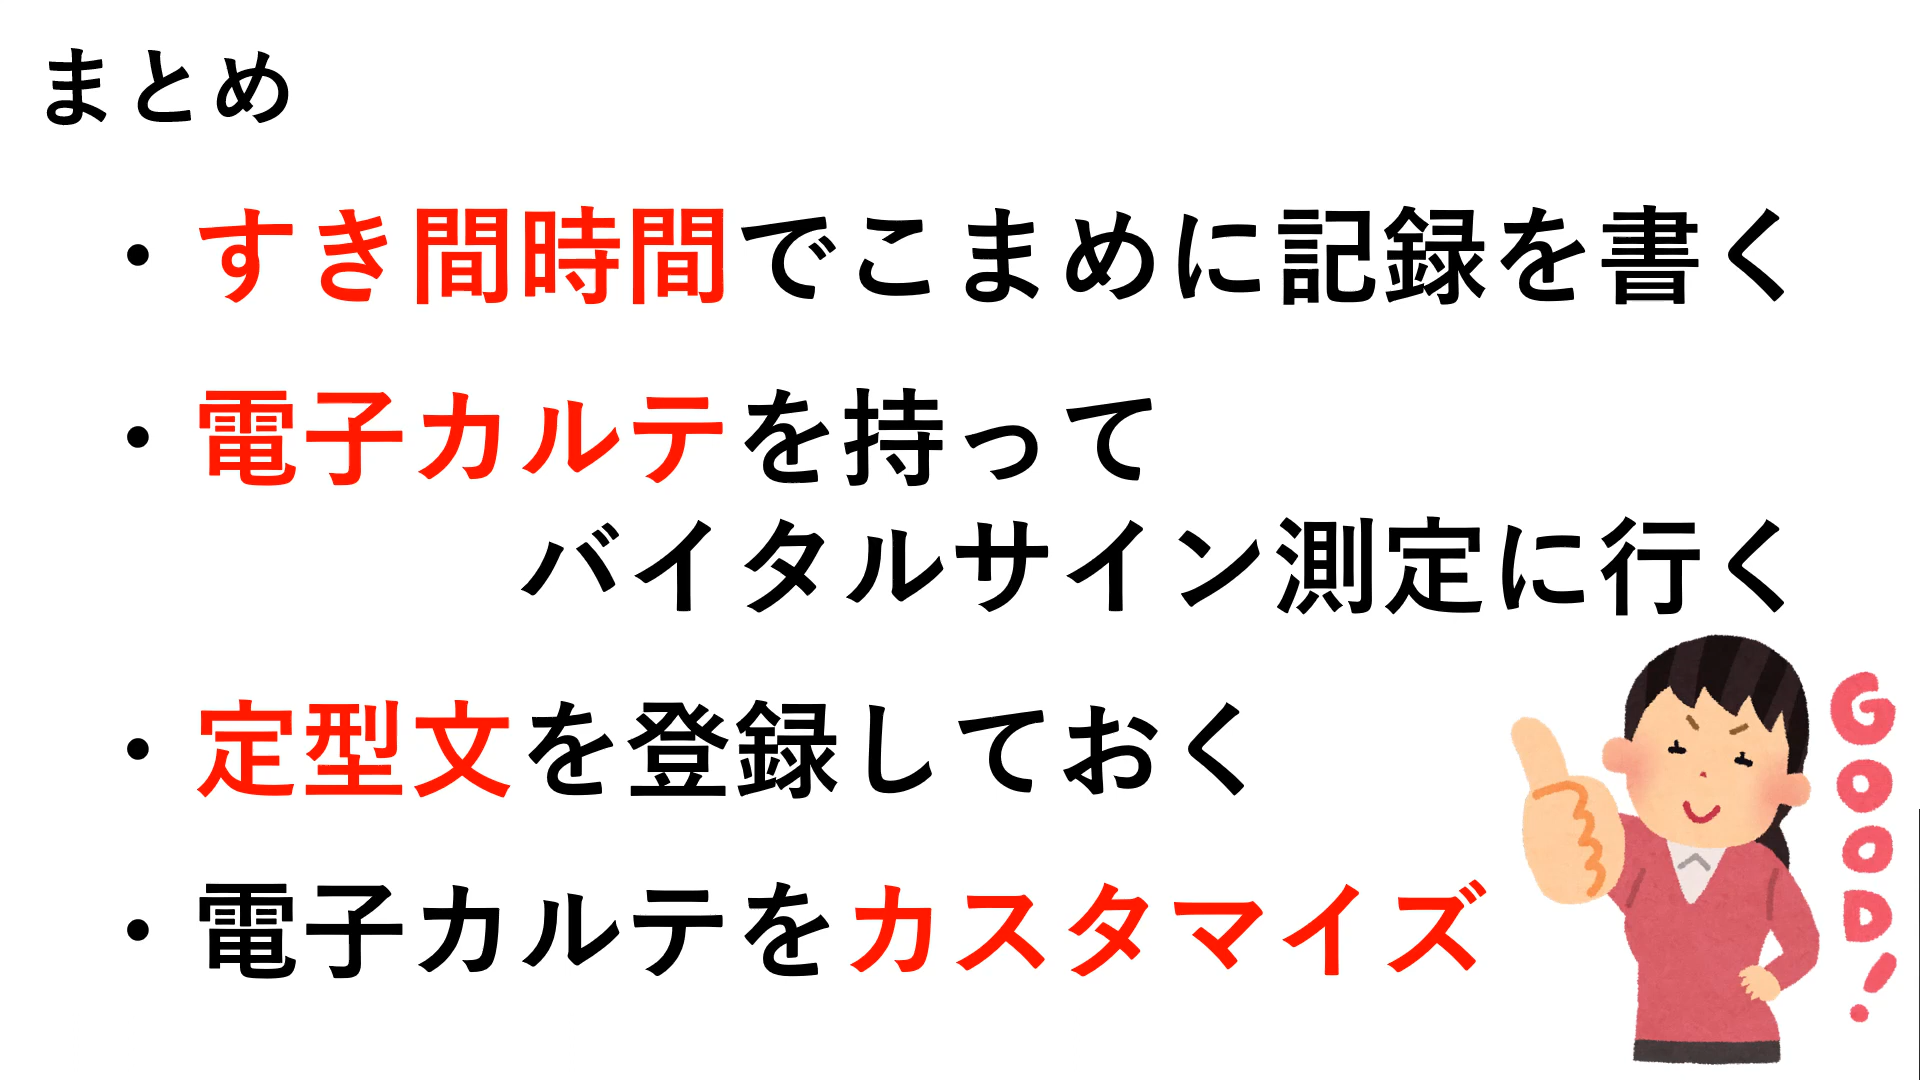 まとめ
・すき間時間でこまめに記録を書く
・電子カルテを持って
バイタルサイン測定に行く
・定型文を登録しておく
・電子カルテをカスタマイズ
GOOD!